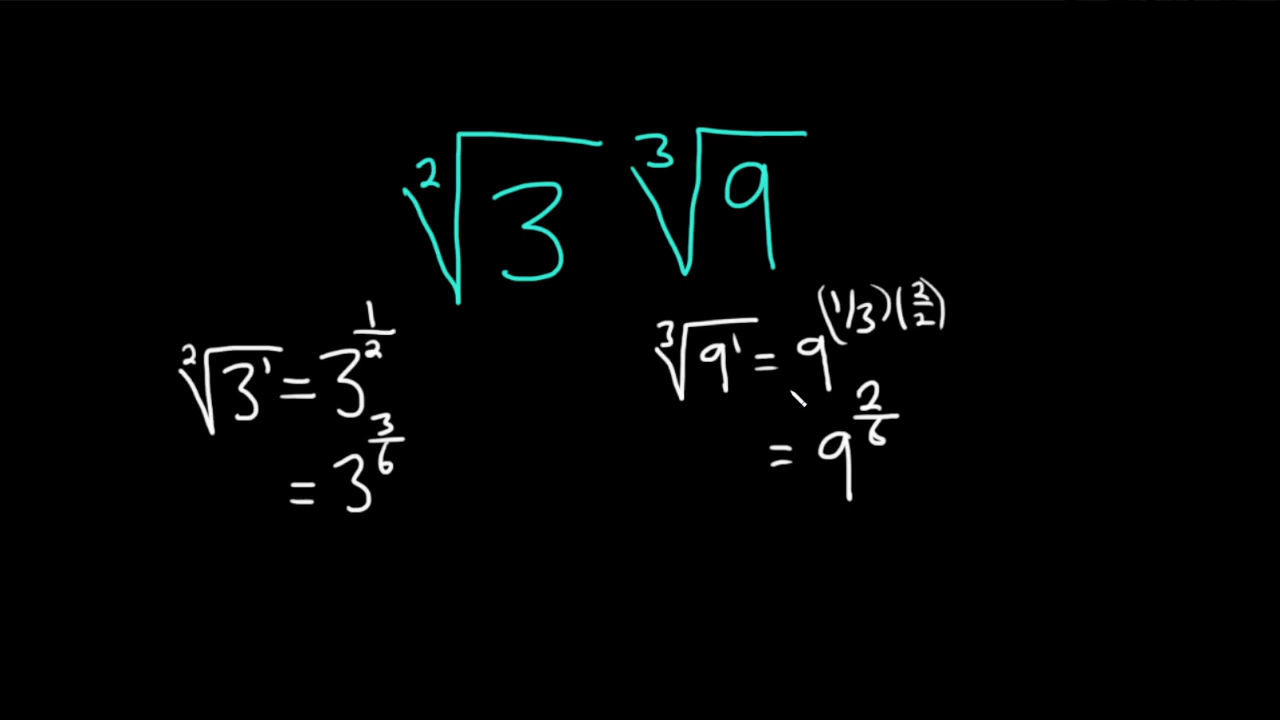 ²√3 ³√9
²√3¹ = 3^(1/2)
= 3^(3/6)
³√9¹ = 9^(1/3)(2/2)
= 9^(2/6)